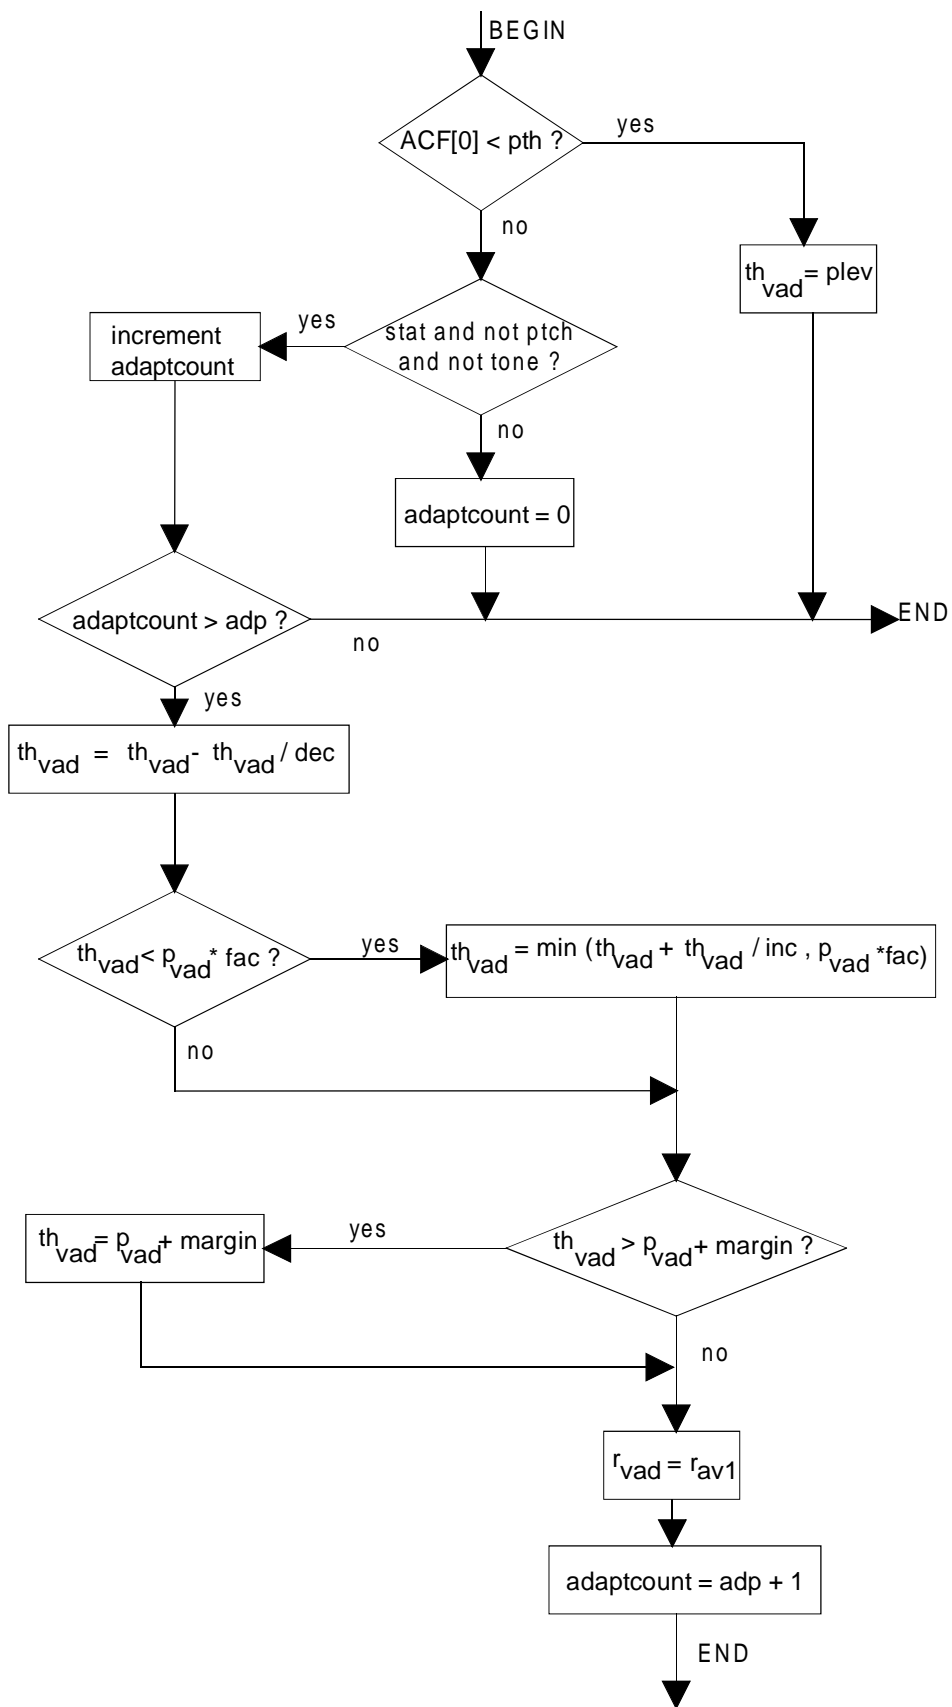 BEGIN
ACF[0] < pth ?
yes
no
th_vad = plev
stat and not ptch
and not tone ?
yes
increment
adaptcount
no
adaptcount = 0
adaptcount > adp ?
no
END
yes
th_vad = th_vad - th_vad / dec
th_vad < p_vad * fac ?
yes
th_vad = min (th_vad + th_vad / inc , p_vad *fac)
no
th_vad > p_vad + margin ?
yes
th_vad = p_vad + margin
no
r_vad = r_av1
adaptcount = adp + 1
END